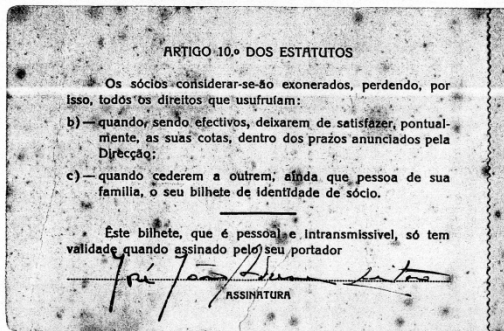 ARTIGO 10.º DOS ESTATUTOS
Os sócios considerar-se-ão exonerados, perdendo, por
isso, todos os direitos que usufruíam:
b) — quando, sendo efectivos, deixarem de satisfazer, pontual-
mente, as suas cotas, dentro dos prazos anunciados pela
Direcção;
c) — quando cederem a outrem, ainda que pessoa de sua
família, o seu bilhete de identidade de sócio.
Êste bilhete, que é pessoal e intransmissível, só tem
validade quando assinado pelo seu portador
José João
ASSINATURA